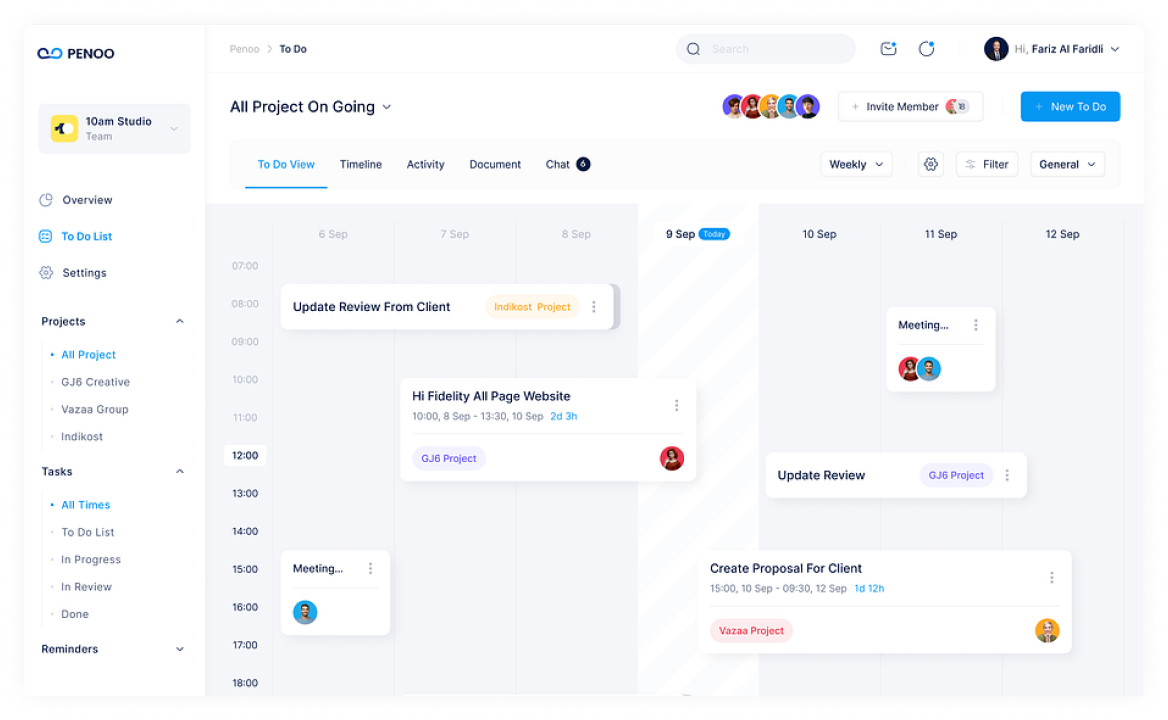 PENOO
Penoo > To Do
Search
Hi, Fariz Al Faridli
10am Studio
Team
All Project On Going
+ Invite Member
+ New To Do
To Do View
Timeline
Activity
Document
Chat 6
Weekly
Filter
General
Overview
To Do List
Settings
Projects
All Project
GJ6 Creative
Vazaa Group
Indikost
Tasks
All Times
To Do List
In Progress
In Review
Done
Reminders
6 Sep
7 Sep
8 Sep
9 Sep Today
10 Sep
11 Sep
12 Sep
07:00
08:00
09:00
10:00
11:00
12:00
13:00
14:00
15:00
16:00
17:00
18:00
Update Review From Client
Indikost Project
Meeting...
Hi Fidelity All Page Website
10:00, 8 Sep - 13:30, 10 Sep 2d 3h
GJ6 Project
Update Review
GJ6 Project
Meeting...
Create Proposal For Client
15:00, 10 Sep - 09:30, 12 Sep 1d 12h
Vazaa Project